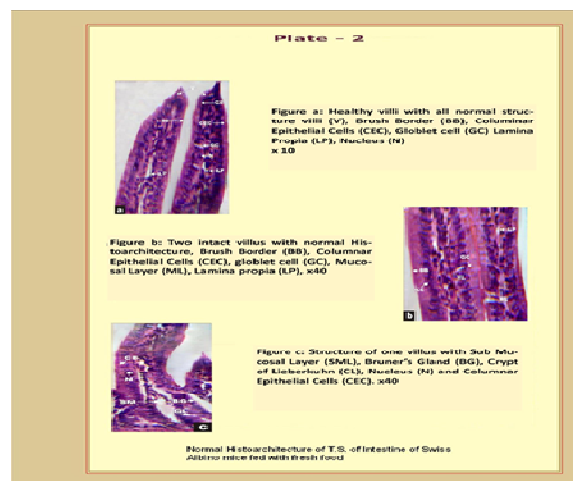 Plate - 2
Figure a: Healthy villi with all normal struc-
ture villi (V), Brush Border (BB), Columinar
Epithelial Cells (CEC), Globlet cell (GC) Lamina
Propia (LP), Nucleus (N)
x 10
a
Figure b: Two intact villus with normal His-
toarchitecture, Brush Border (BB), Columnar
Epithelial Cells (CEC), globlet cell (GC), Muco-
sal Layer (ML), Lamina propia (LP), x40
b
Figure c: Structure of one villus with Sub Mu-
cosal Layer (SML), Bruner's Gland (BG), Crypt
of Lieberkuhn (CL), Nucleus (N) and Columnar
Epithelial Cells (CEC). x40
c
Normal Histoarchitecture of T.S. of Intestine of Swiss
Albino mice fed with fresh food